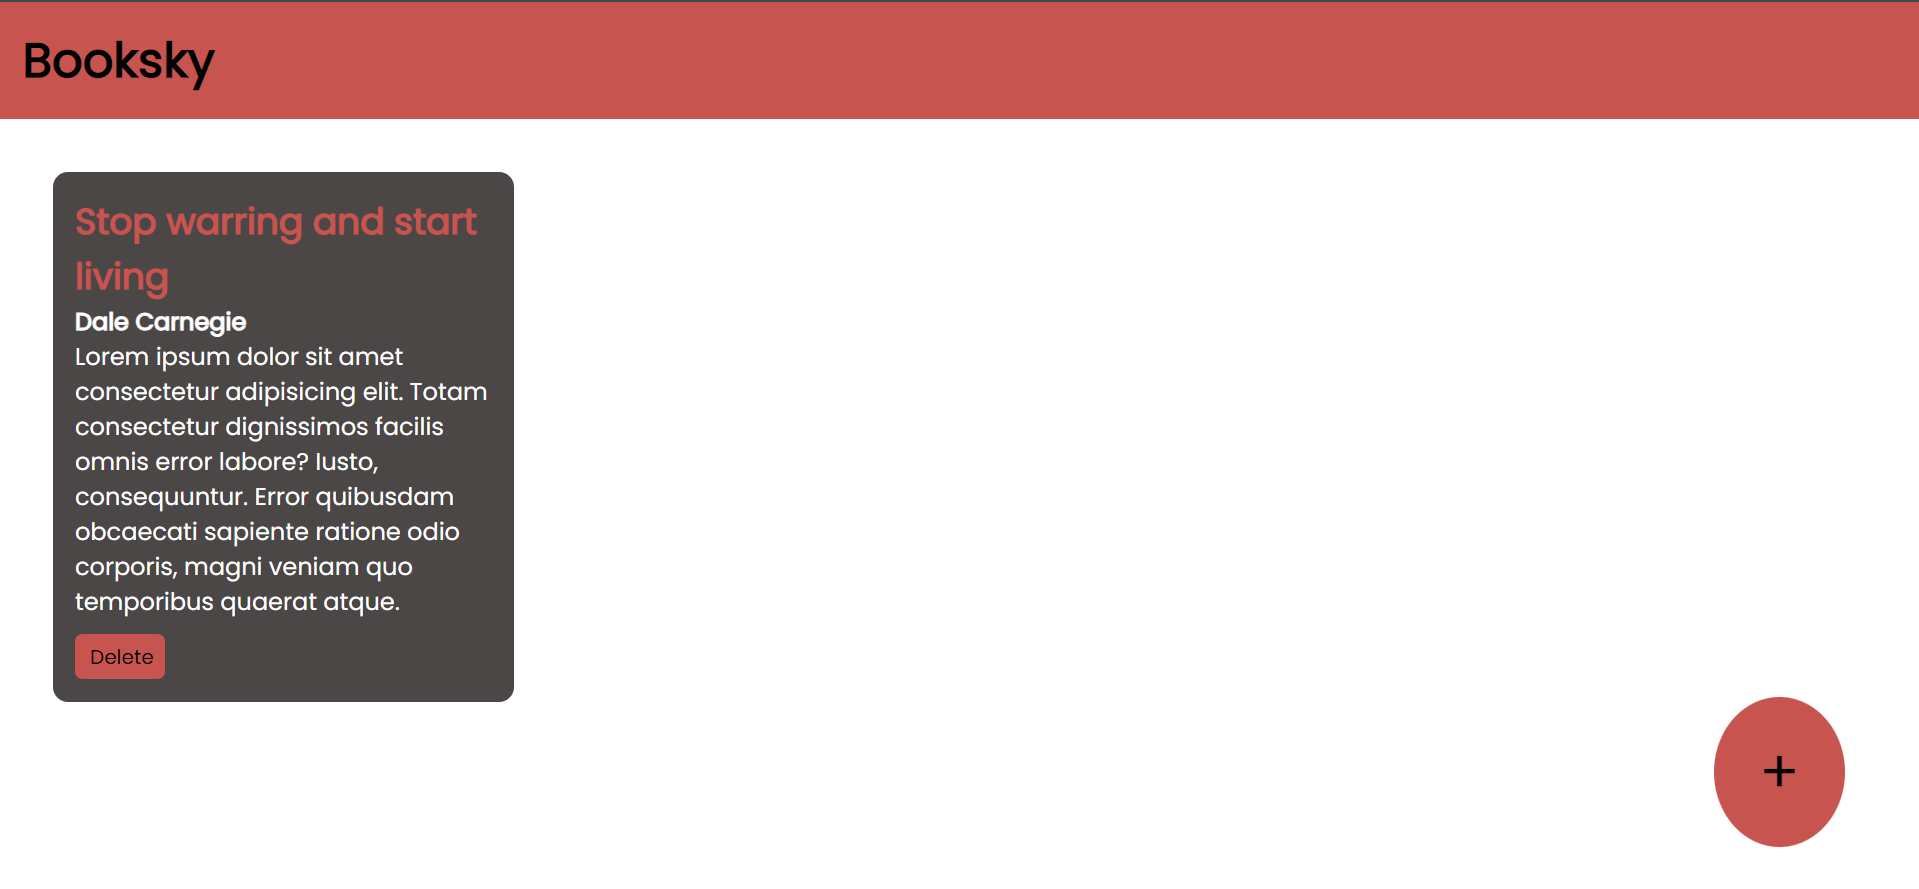 Booksky
Stop warring and start
living
Dale Carnegie
Lorem ipsum dolor sit amet
consectetur adipisicing elit. Totam
consectetur dignissimos facilis
omnis error labore? Iusto,
consequuntur. Error quibusdam
obcaecati sapiente ratione odio
corporis, magni veniam quo
temporibus quaerat atque.
Delete
+